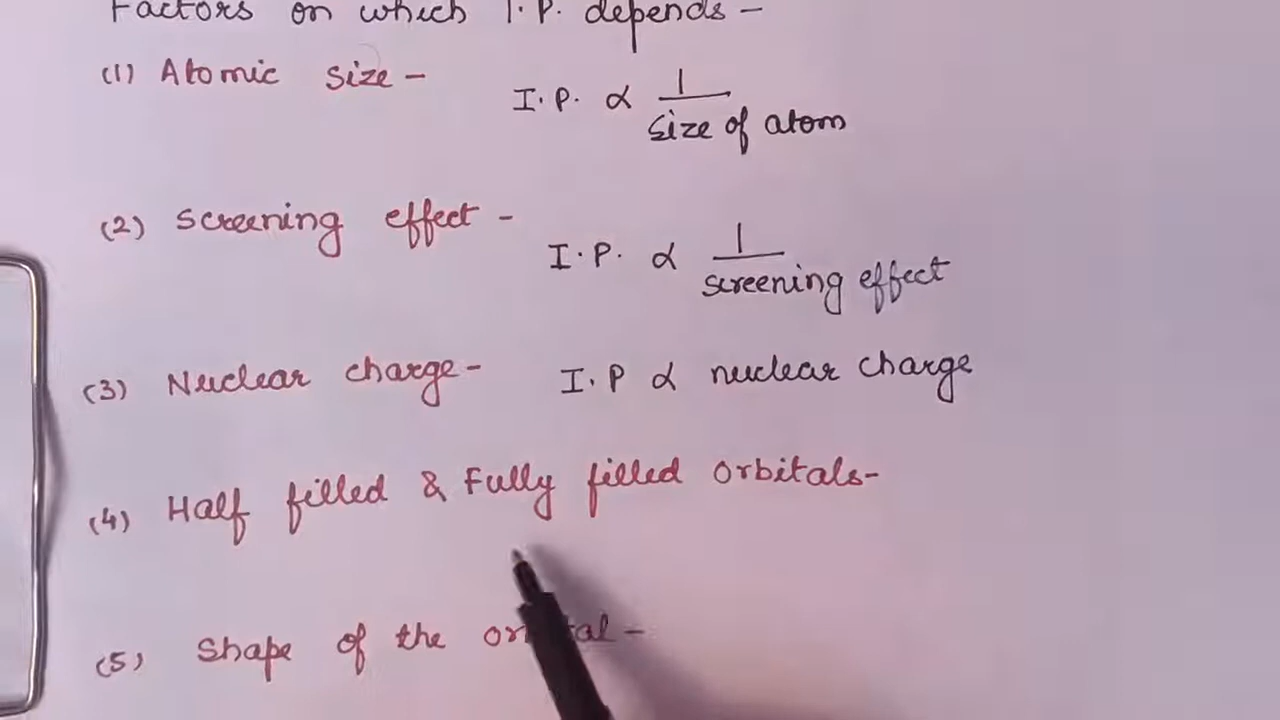 Factors on which I.P. depends -
(1) Atomic size - I.P. ∝ 1/size of atom
(2) Screening effect - I.P. ∝ 1/screening effect
(3) Nuclear charge - I.P ∝ nuclear charge
(4) Half filled & Fully filled orbitals-
(5) Shape of the orbital -